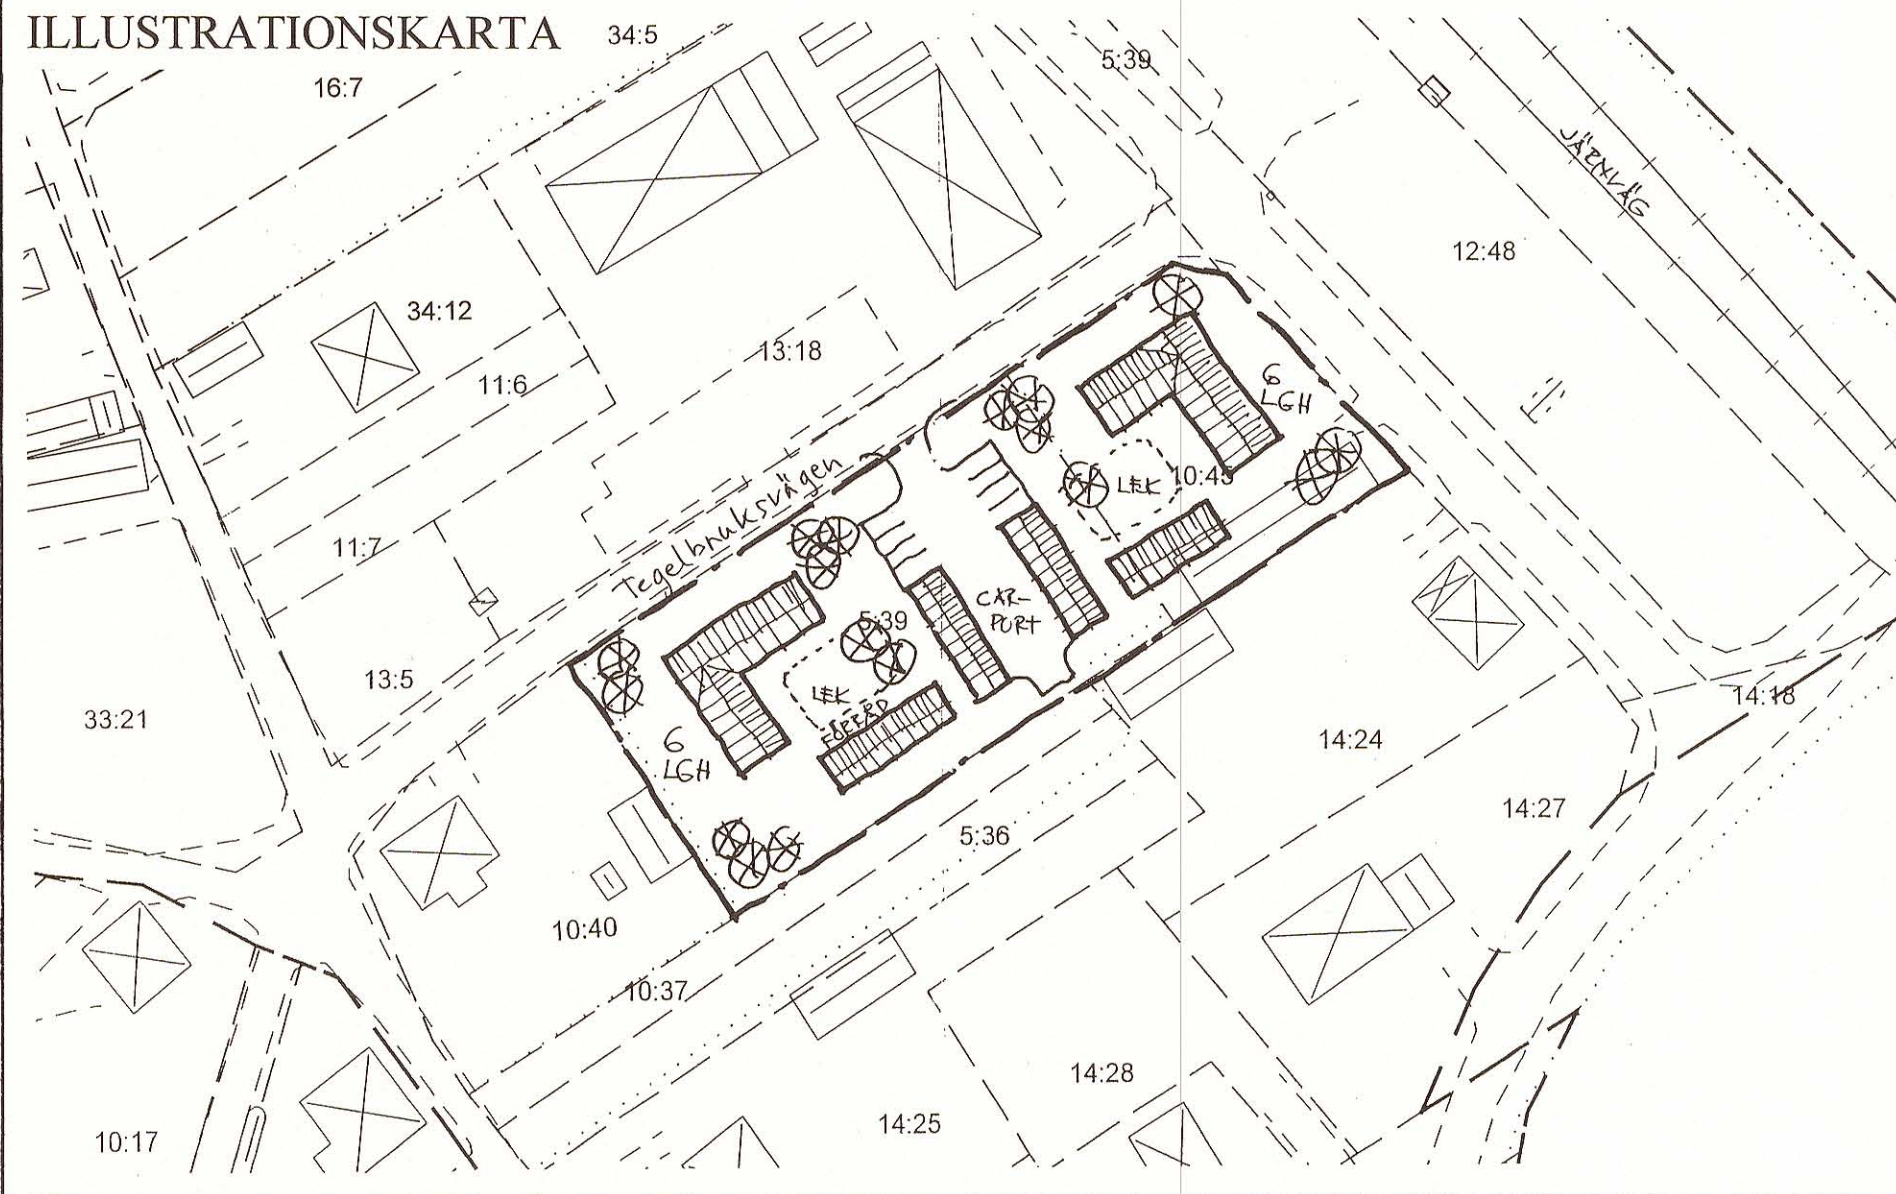 ILLUSTRATIONSKARTA
34:5
16:7
5:39
JÄRNVÄG
12:48
34:12
13:18
11:6
6
LGH
Tegelbruksvägen
LEK
10:43
11:7
CAR-
PORT
5:39
13:5
LEK
FÖRRÅD
33:21
14:18
6
LGH
14:24
14:27
5:36
10:40
10:37
14:28
14:25
10:17